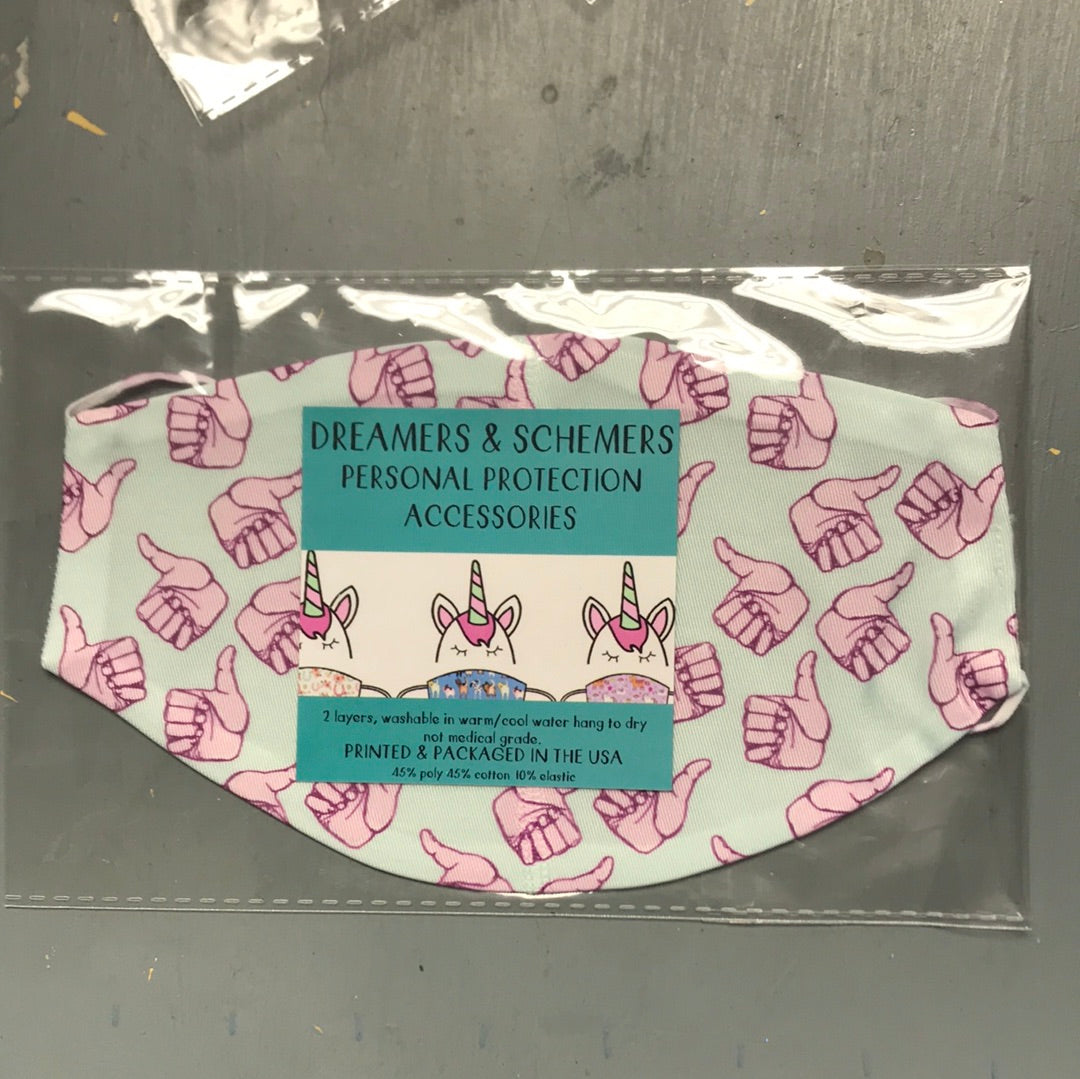 DREAMERS & SCHEMERS
PERSONAL PROTECTION
ACCESSORIES
2 layers, washable in warm/cool water hang to dry
not medical grade.
PRINTED & PACKAGED IN THE USA
45% poly 45% cotton 10% elastic